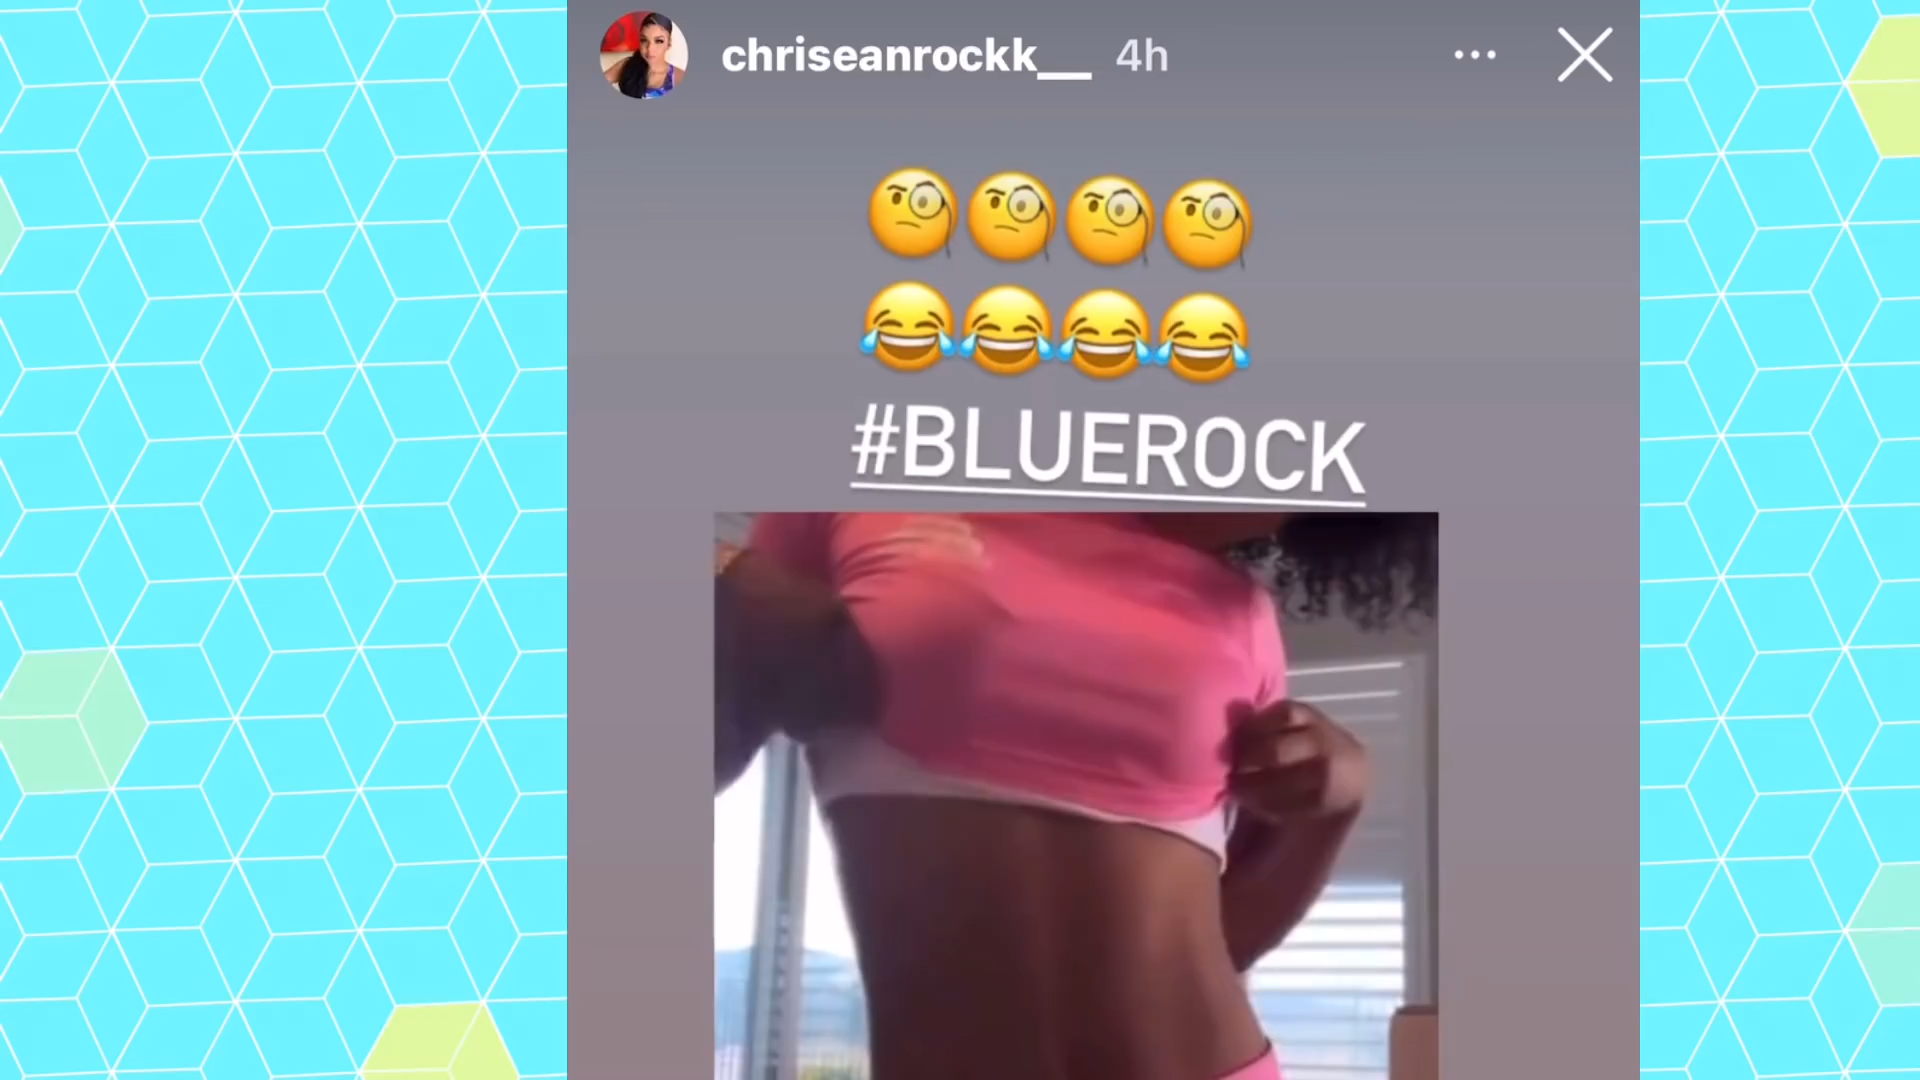 chriseanrockk__ 4h
🧐🧐🧐🧐
😂😂😂😂
#BLUEROCK